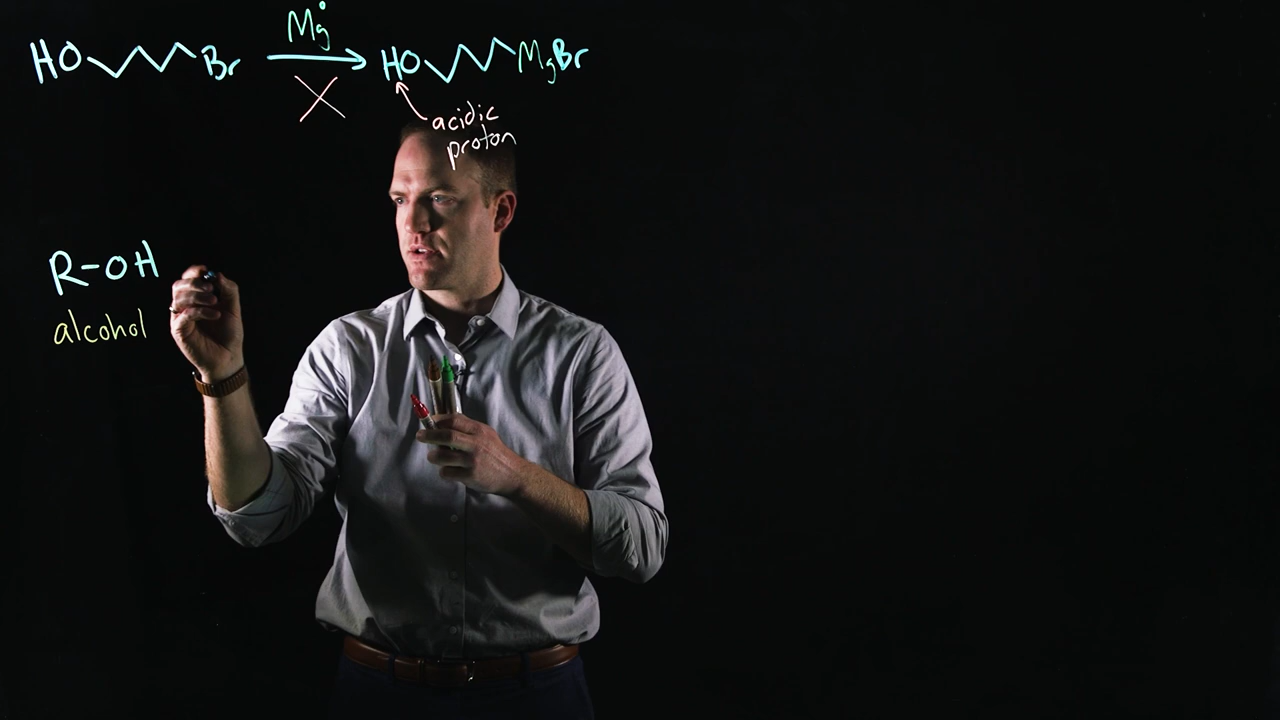 Mg°
HO Br → HO MgBr
X
acidic
proton
R-OH
alcohol